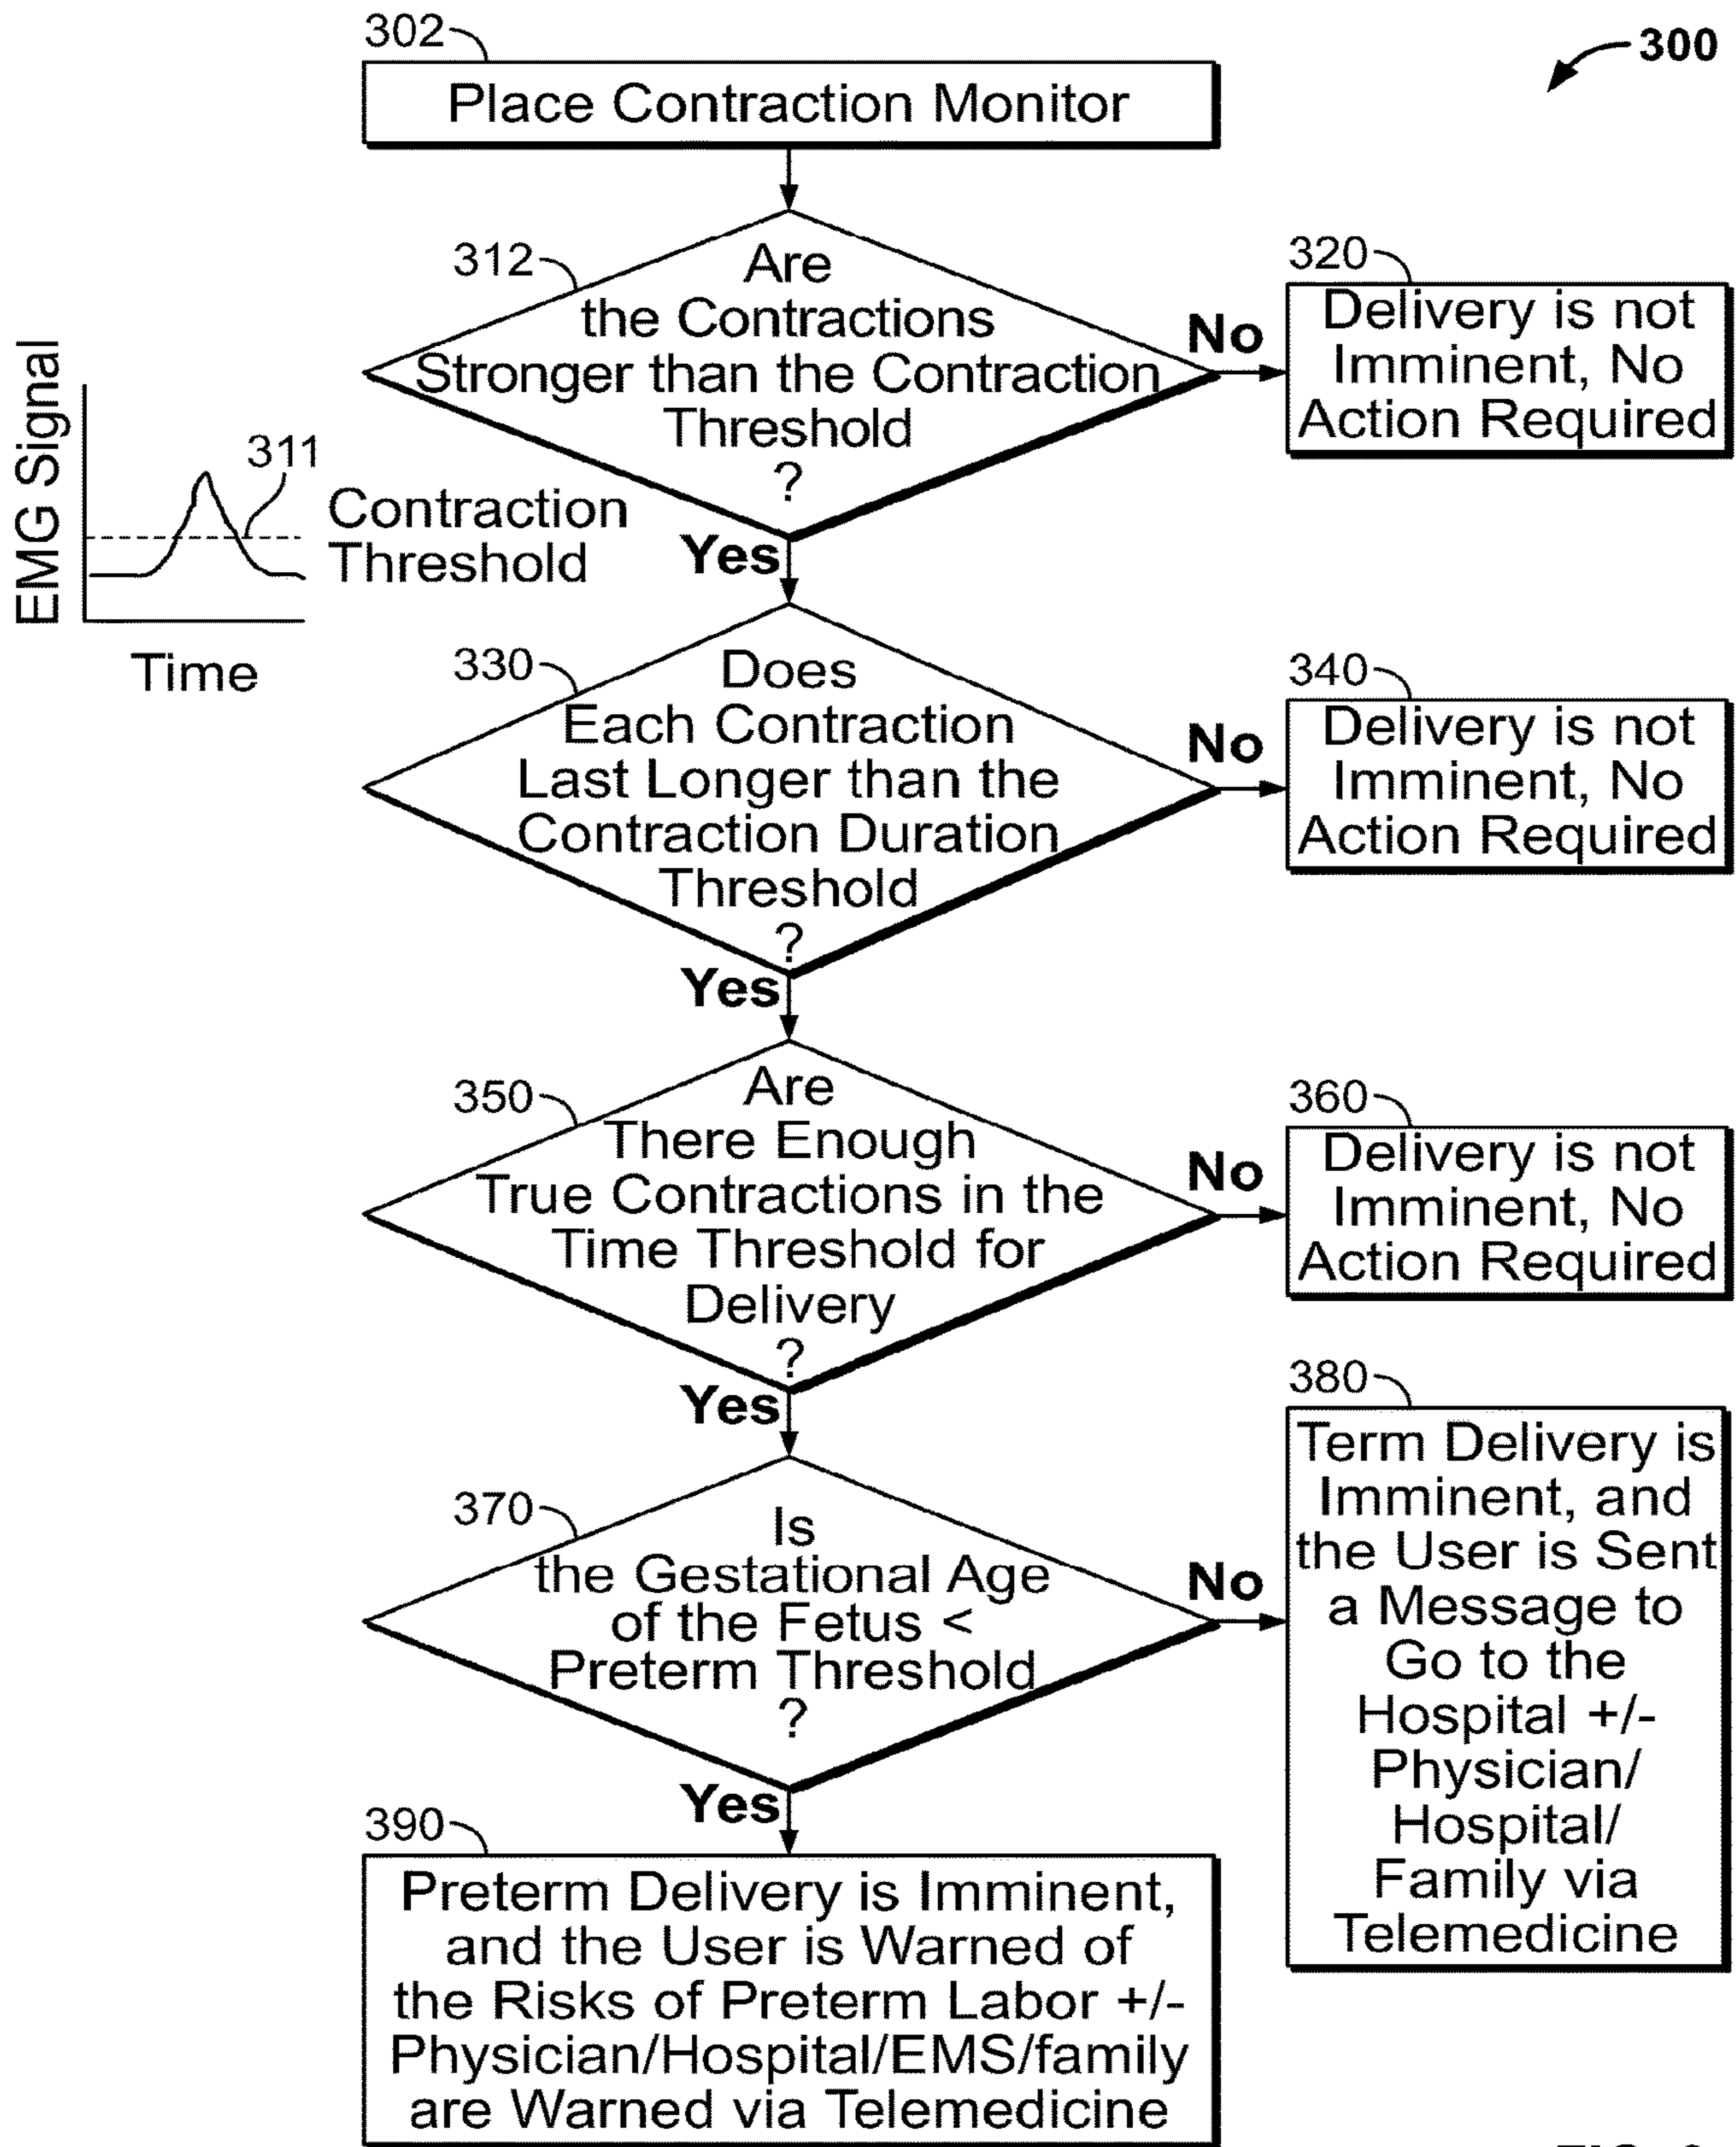 302
300
Place Contraction Monitor
312
Are
the Contractions
Stronger than the Contraction
Threshold
?
No
320
Delivery is not
Imminent, No
Action Required
EMG Signal
311
Contraction
Threshold
Time
Yes
330
Does
Each Contraction
Last Longer than the
Contraction Duration
Threshold
?
No
340
Delivery is not
Imminent, No
Action Required
Yes
350
Are
There Enough
True Contractions in the
Time Threshold for
Delivery
?
No
360
Delivery is not
Imminent, No
Action Required
Yes
370
Is
the Gestational Age
of the Fetus <
Preterm Threshold
?
No
380
Term Delivery is
Imminent, and
the User is Sent
a Message to
Go to the
Hospital +/-
Physician/
Hospital/
Family via
Telemedicine
Yes
390
Preterm Delivery is Imminent,
and the User is Warned of
the Risks of Preterm Labor +/-
Physician/Hospital/EMS/family
are Warned via Telemedicine